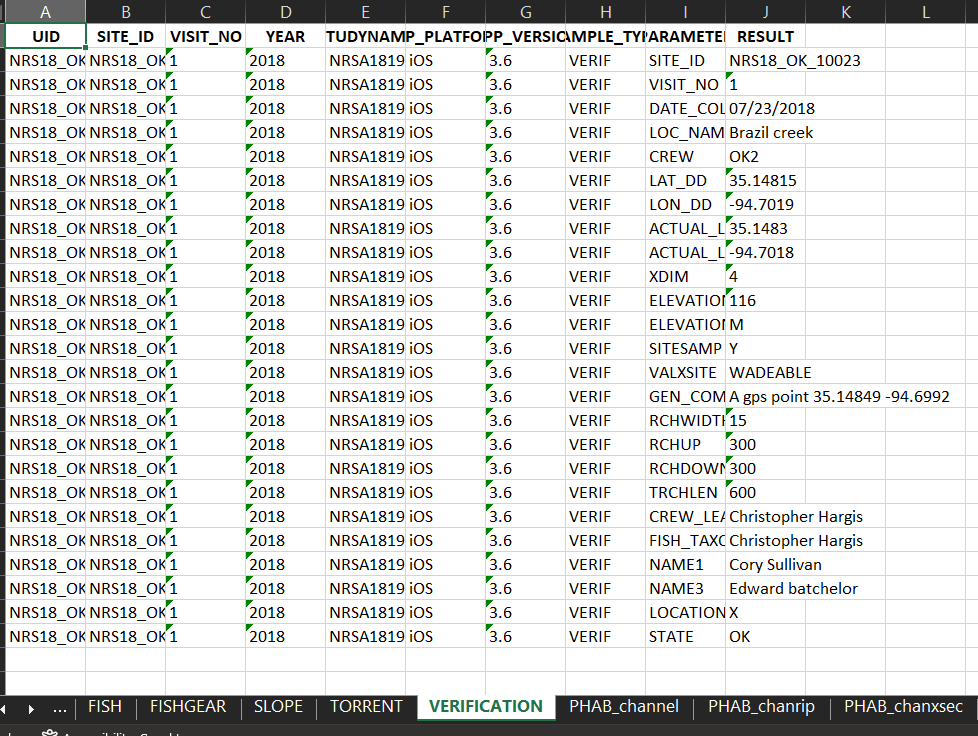 A B C D E F G H I J K L
UID SITE_ID VISIT_NO YEAR TUDYNAM P_PLATFO PP_VERSIO AMPLE_TY ARAMETE RESULT
NRS18_OK NRS18_OK 1 2018 NRSA1819 iOS 3.6 VERIF SITE_ID NRS18_OK_10023
NRS18_OK NRS18_OK 1 2018 NRSA1819 iOS 3.6 VERIF VISIT_NO 1
NRS18_OK NRS18_OK 1 2018 NRSA1819 iOS 3.6 VERIF DATE_COL 07/23/2018
NRS18_OK NRS18_OK 1 2018 NRSA1819 iOS 3.6 VERIF LOC_NAM Brazil creek
NRS18_OK NRS18_OK 1 2018 NRSA1819 iOS 3.6 VERIF CREW OK2
NRS18_OK NRS18_OK 1 2018 NRSA1819 iOS 3.6 VERIF LAT_DD 35.14815
NRS18_OK NRS18_OK 1 2018 NRSA1819 iOS 3.6 VERIF LON_DD -94.7019
NRS18_OK NRS18_OK 1 2018 NRSA1819 iOS 3.6 VERIF ACTUAL_L 35.1483
NRS18_OK NRS18_OK 1 2018 NRSA1819 iOS 3.6 VERIF ACTUAL_L -94.7018
NRS18_OK NRS18_OK 1 2018 NRSA1819 iOS 3.6 VERIF XDIM 4
NRS18_OK NRS18_OK 1 2018 NRSA1819 iOS 3.6 VERIF ELEVATION 116
NRS18_OK NRS18_OK 1 2018 NRSA1819 iOS 3.6 VERIF ELEVATION M
NRS18_OK NRS18_OK 1 2018 NRSA1819 iOS 3.6 VERIF SITESAMP Y
NRS18_OK NRS18_OK 1 2018 NRSA1819 iOS 3.6 VERIF VALXSITE WADEABLE
NRS18_OK NRS18_OK 1 2018 NRSA1819 iOS 3.6 VERIF GEN_COM A gps point 35.14849 -94.6992
NRS18_OK NRS18_OK 1 2018 NRSA1819 iOS 3.6 VERIF RCHWIDTH 15
NRS18_OK NRS18_OK 1 2018 NRSA1819 iOS 3.6 VERIF RCHUP 300
NRS18_OK NRS18_OK 1 2018 NRSA1819 iOS 3.6 VERIF RCHDOWN 300
NRS18_OK NRS18_OK 1 2018 NRSA1819 iOS 3.6 VERIF TRCHLEN 600
NRS18_OK NRS18_OK 1 2018 NRSA1819 iOS 3.6 VERIF CREW_LEA Christopher Hargis
NRS18_OK NRS18_OK 1 2018 NRSA1819 iOS 3.6 VERIF FISH_TAXO Christopher Hargis
NRS18_OK NRS18_OK 1 2018 NRSA1819 iOS 3.6 VERIF NAME1 Cory Sullivan
NRS18_OK NRS18_OK 1 2018 NRSA1819 iOS 3.6 VERIF NAME3 Edward batchelor
NRS18_OK NRS18_OK 1 2018 NRSA1819 iOS 3.6 VERIF LOCATION X
NRS18_OK NRS18_OK 1 2018 NRSA1819 iOS 3.6 VERIF STATE OK
... FISH FISHGEAR SLOPE TORRENT VERIFICATION PHAB_channel PHAB_chanrip PHAB_chanxsec